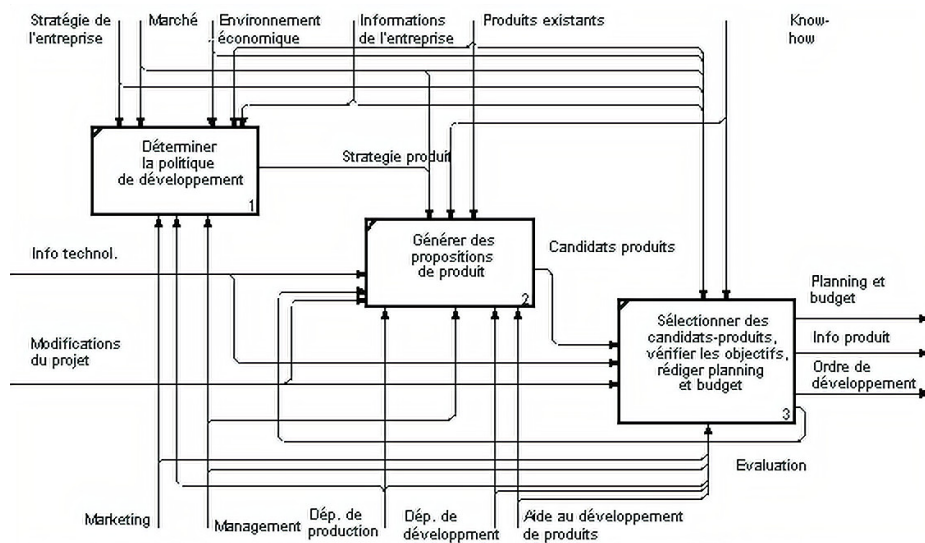 Stratégie de
l'entreprise
Marché
Environnement
économique
Informations
de l'entreprise
Produits existants
Know-
how
Déterminer
la politique
de développement
1
Strategie produit
Info technol.
Générer des
propositions
de produit
2
Candidats produits
Modifications
du projet
Sélectionner des
candidats-produits,
vérifier les objectifs,
rédiger planning
et budget
3
Planning et
budget
Info produit
Ordre de
développement
Evaluation
Marketing
Management
Dép. de
production
Dép. de
développment
Aide au développement
de produits